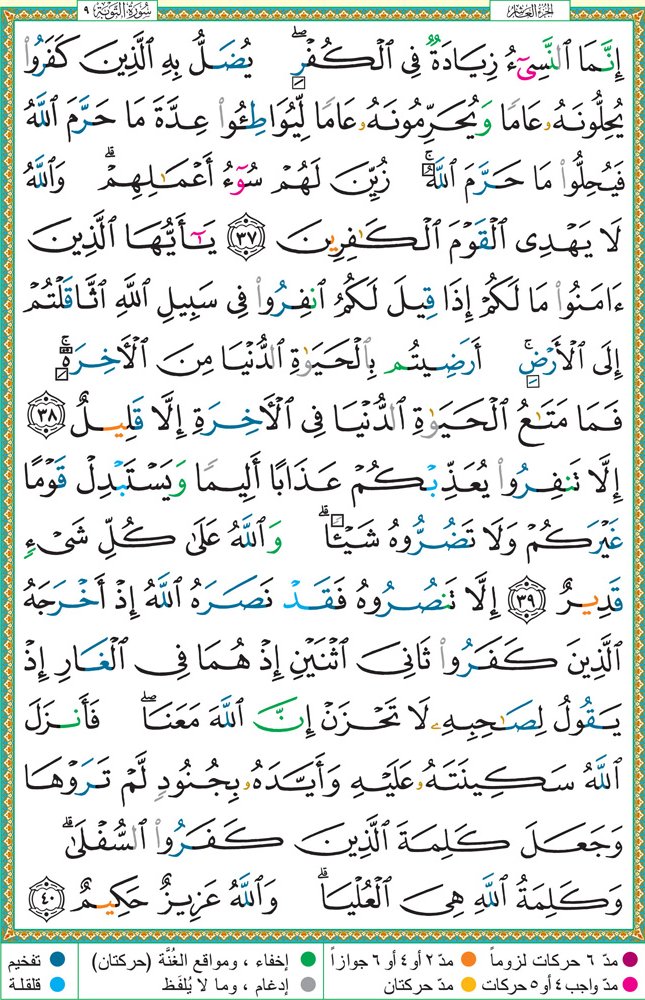 الجزء العاشر
سورة التوبة ٩
إِنَّمَا ٱلنَّسِىٓءُ زِيَادَةٌ فِى ٱلْكُفْرِ ۖ يُضَلُّ بِهِ ٱلَّذِينَ كَفَرُوا۟
يُحِلُّونَهُۥ عَامًا وَيُحَرِّمُونَهُۥ عَامًا لِّيُوَاطِـُٔوا۟ عِدَّةَ مَا حَرَّمَ ٱللَّهُ
فَيُحِلُّوا۟ مَا حَرَّمَ ٱللَّهُ ۚ زُيِّنَ لَهُمْ سُوٓءُ أَعْمَـٰلِهِمْ ۗ وَٱللَّهُ
لَا يَهْدِى ٱلْقَوْمَ ٱلْكَـٰفِرِينَ ٣٧ يَـٰٓأَيُّهَا ٱلَّذِينَ
ءَامَنُوا۟ مَا لَكُمْ إِذَا قِيلَ لَكُمُ ٱنفِرُوا۟ فِى سَبِيلِ ٱللَّهِ ٱثَّاقَلْتُمْ
إِلَى ٱلْأَرْضِ ۚ أَرَضِيتُم بِٱلْحَيَوٰةِ ٱلدُّنْيَا مِنَ ٱلْـَٔاخِرَةِ ۚ
فَمَا مَتَـٰعُ ٱلْحَيَوٰةِ ٱلدُّنْيَا فِى ٱلْـَٔاخِرَةِ إِلَّا قَلِيلٌ ٣٨
إِلَّا تَنفِرُوا۟ يُعَذِّبْكُمْ عَذَابًا أَلِيمًا وَيَسْتَبْدِلْ قَوْمًا
غَيْرَكُمْ وَلَا تَضُرُّوهُ شَيْـًٔا ۗ وَٱللَّهُ عَلَىٰ كُلِّ شَىْءٍ
قَدِيرٌ ٣٩ إِلَّا تَنصُرُوهُ فَقَدْ نَصَرَهُ ٱللَّهُ إِذْ أَخْرَجَهُ
ٱلَّذِينَ كَفَرُوا۟ ثَانِىَ ٱثْنَيْنِ إِذْ هُمَا فِى ٱلْغَارِ إِذْ
يَقُولُ لِصَـٰحِبِهِۦ لَا تَحْزَنْ إِنَّ ٱللَّهَ مَعَنَا ۖ فَأَنزَلَ
ٱللَّهُ سَكِينَتَهُۥ عَلَيْهِ وَأَيَّدَهُۥ بِجُنُودٍ لَّمْ تَرَوْهَا
وَجَعَلَ كَلِمَةَ ٱلَّذِينَ كَفَرُوا۟ ٱلسُّفْلَىٰ ۗ
وَكَلِمَةُ ٱللَّهِ هِىَ ٱلْعُلْيَا ۗ وَٱللَّهُ عَزِيزٌ حَكِيمٌ ٤٠
مدّ ٦ حركات لزوماً
مدّ ٢ أو ٤ أو ٦ جوازاً
إخفاء ، ومواقع الغُنَّة (حركتان)
تفخيم
مدّ واجب ٤ أو ٥ حركات
مدّ حركتان
إدغام ، وما لا يُلفَظ
قلقلة